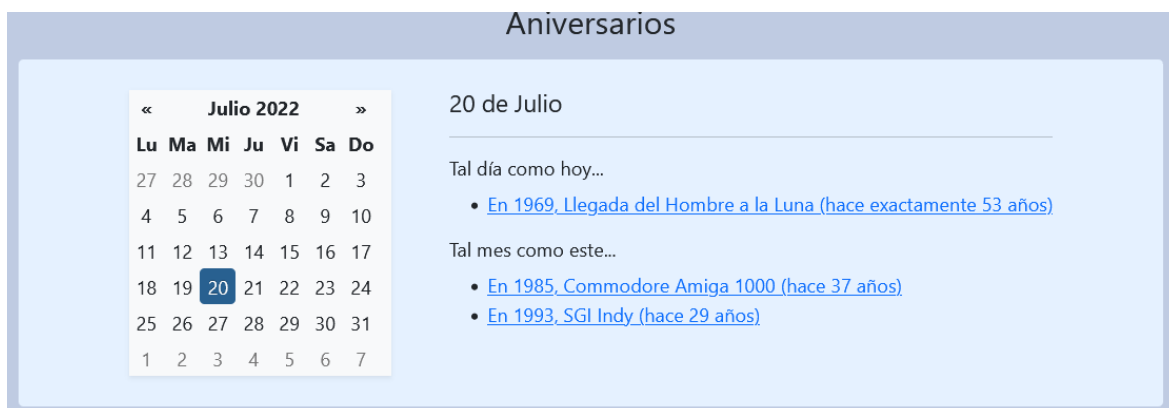 Aniversarios
« Julio 2022 »
Lu Ma Mi Ju Vi Sa Do
27 28 29 30 1 2 3
4 5 6 7 8 9 10
11 12 13 14 15 16 17
18 19 20 21 22 23 24
25 26 27 28 29 30 31
1 2 3 4 5 6 7
20 de Julio
Tal día como hoy...
• En 1969, Llegada del Hombre a la Luna (hace exactamente 53 años)
Tal mes como este...
• En 1985, Commodore Amiga 1000 (hace 37 años)
• En 1993, SGI Indy (hace 29 años)